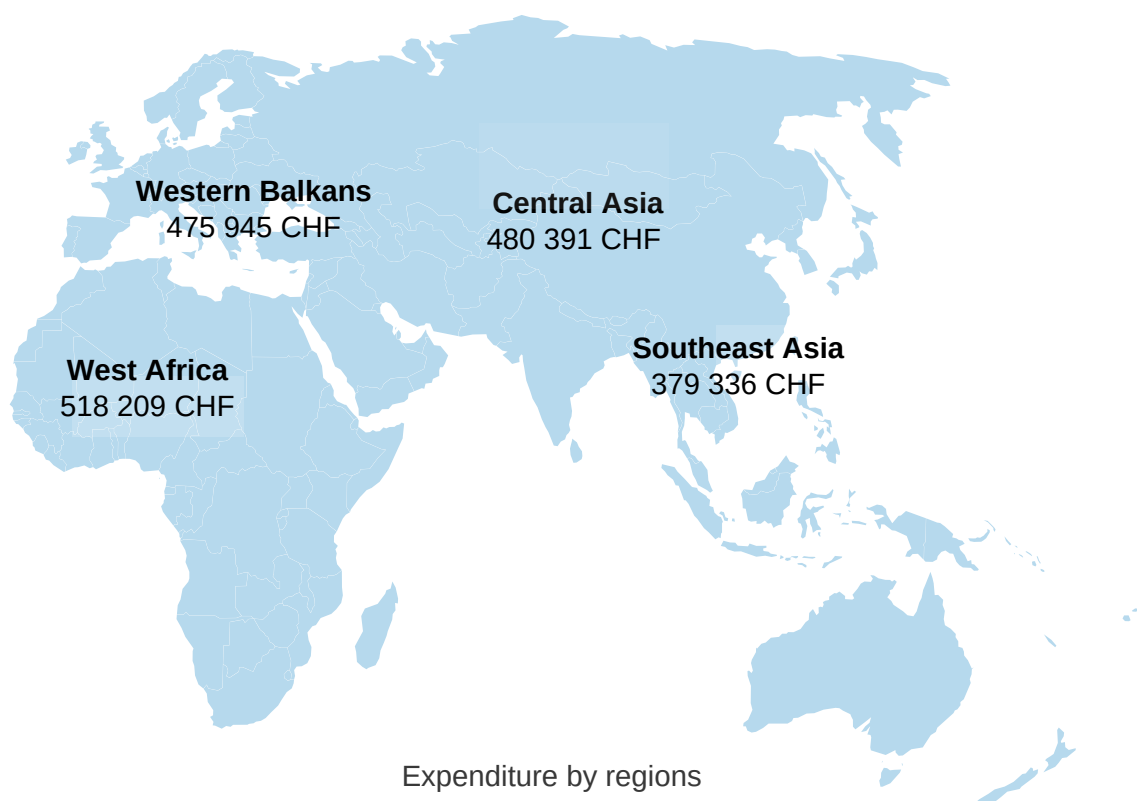 Western Balkans
475 945 CHF
Central Asia
480 391 CHF
Southeast Asia
379 336 CHF
West Africa
518 209 CHF
Expenditure by regions